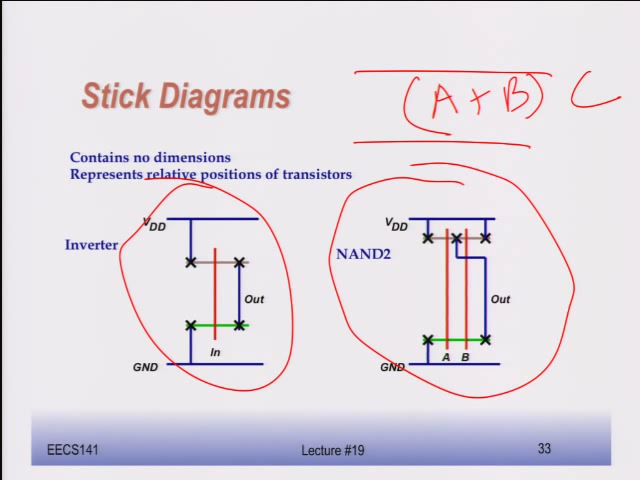 Stick Diagrams
(A + B) C
Contains no dimensions
Represents relative positions of transistors
VDD
Inverter
Out
In
GND
VDD
NAND2
Out
A B
GND
EECS141
Lecture #19
33